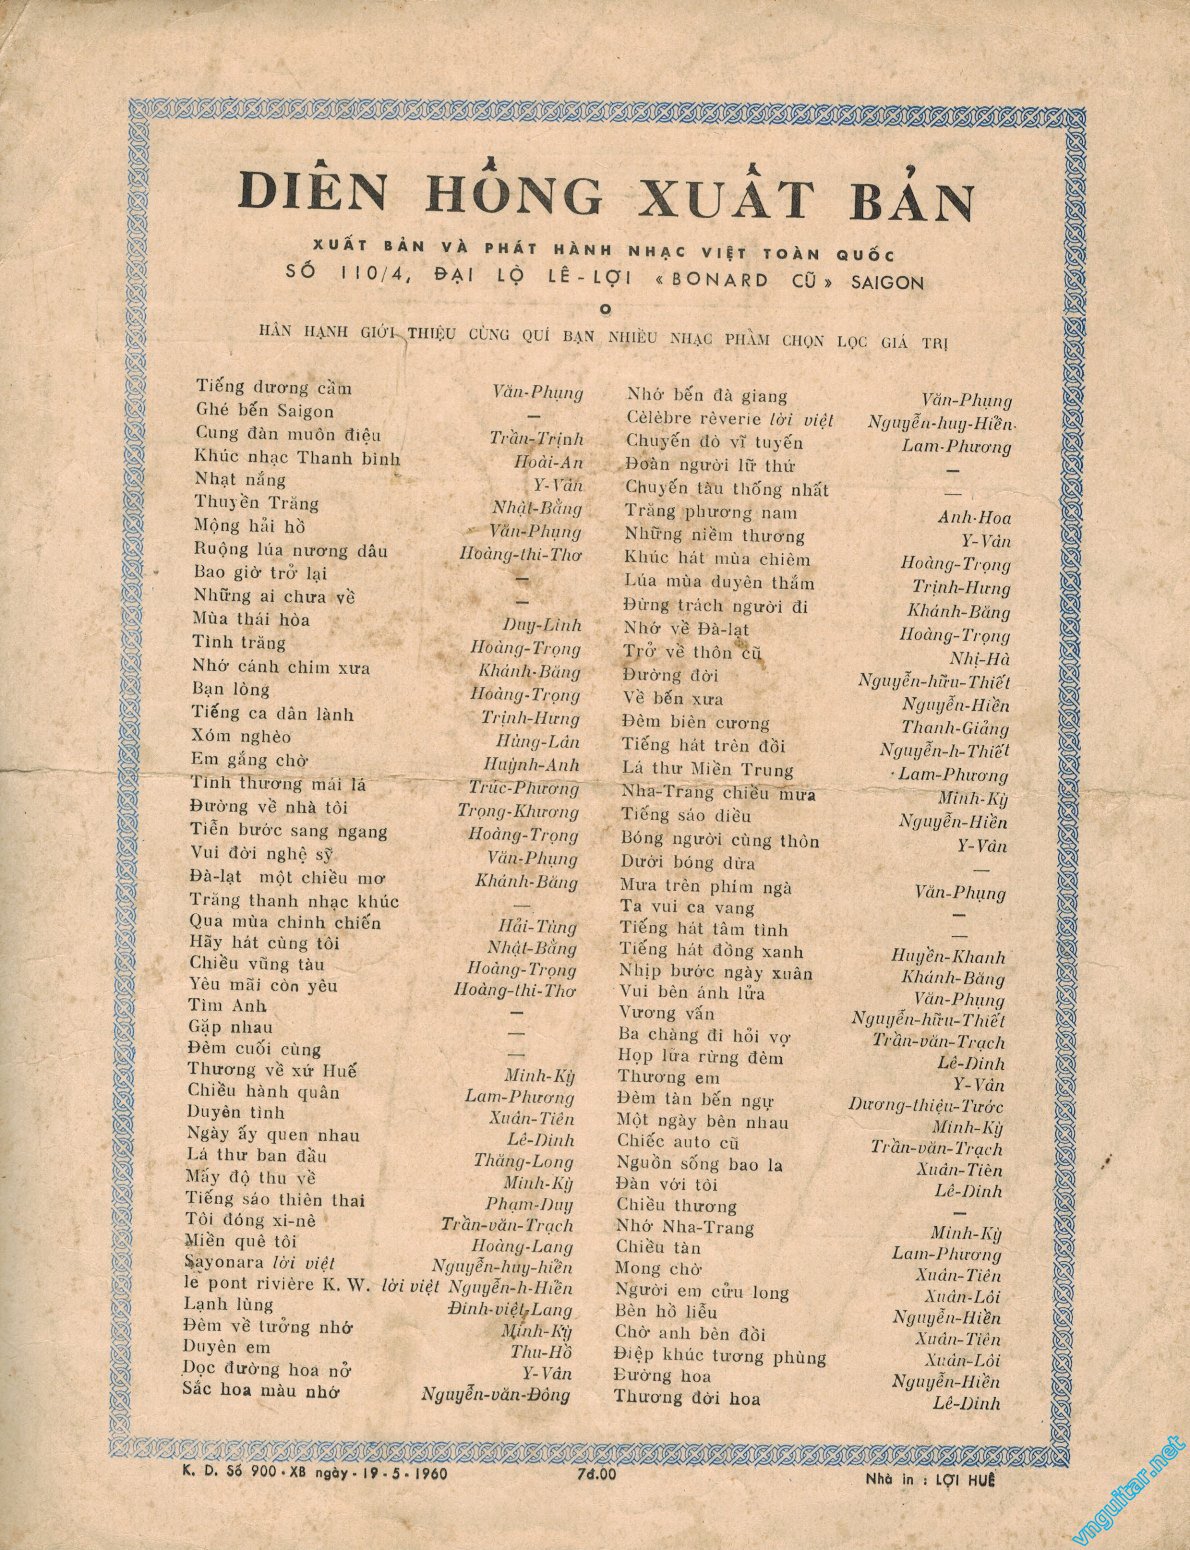 DIÊN HỒNG XUẤT BẢN
XUẤT BẢN VÀ PHÁT HÀNH NHẠC VIỆT TOÀN QUỐC
SỐ 110/4, ĐẠI LỘ LÊ-LỢI «BONARD CŨ» SAIGON
HÂN HẠNH GIỚI THIỆU CÙNG QUÍ BẠN NHIỀU NHẠC PHẨM CHỌN LỌC GIÁ TRỊ
Tiếng dương cầm Văn-Phụng
Ghé bến Saigon —
Cung đàn muôn điệu Trần-Trịnh
Khúc nhạc Thanh bình Hoài-An
Nhạt nắng Y-Vân
Thuyền Trăng Nhật-Bằng
Mộng hải hồ Văn-Phụng
Ruộng lúa nương dâu Hoàng-thi-Thơ
Bao giờ trở lại —
Những ai chưa về —
Mùa thái hòa Duy-Linh
Tình trăng Hoàng-Trọng
Nhớ cánh chim xưa Khánh-Băng
Bạn lòng Hoàng-Trọng
Tiếng ca dân lành Trịnh-Hưng
Xóm nghèo Hùng-Lân
Em gắng chờ Huỳnh-Anh
Tình thương mái lá Trúc-Phương
Đường về nhà tôi Trọng-Khương
Tiễn bước sang ngang Hoàng-Trọng
Vui đời nghệ sỹ Văn-Phụng
Đà-lạt một chiều mơ Khánh-Băng
Trăng thanh nhạc khúc —
Qua mùa chinh chiến Hải-Tùng
Hãy hát cùng tôi Nhật-Bằng
Chiều vũng tàu Hoàng-Trọng
Yêu mãi còn yêu Hoàng-thi-Thơ
Tìm Anh —
Gặp nhau —
Đêm cuối cùng —
Thương về xứ Huế Minh-Kỳ
Chiều hành quân Lam-Phương
Duyên tình Xuân-Tiên
Ngày ấy quen nhau Lê-Dinh
Lá thư ban đầu Thăng-Long
Mấy độ thu về Minh-Kỳ
Tiếng sáo thiên thai Phạm-Duy
Tôi đóng xi-nê Trần-văn-Trạch
Miền quê tôi Hoàng-Lang
Sayonara lời việt Nguyễn-huy-hiền
le pont rivière K. W. lời việt Nguyễn-h-Hiền
Lạnh lùng Đinh-việt-Lang
Đêm về tưởng nhớ Minh-Kỳ
Duyên em Thu-Hồ
Dọc đường hoa nở Y-Vân
Sắc hoa màu nhớ Nguyễn-văn-Đông
Nhớ bến đà giang Văn-Phụng
Cèlèbre rêverie lời việt Nguyễn-huy-Hiền
Chuyến đò vĩ tuyến Lam-Phương
Đoàn người lữ thứ —
Chuyến tàu thống nhất —
Trăng phương nam Anh-Hoa
Những niềm thương Y-Vân
Khúc hát mùa chiêm Hoàng-Trọng
Lúa mùa duyên thắm Trịnh-Hưng
Đừng trách người đi Khánh-Băng
Nhớ về Đà-lạt Hoàng-Trọng
Trở về thôn cũ Nhị-Hà
Đường đời Nguyễn-hữu-Thiết
Về bến xưa Nguyễn-Hiền
Đêm biên cương Thanh-Giảng
Tiếng hát trên đồi Nguyễn-h-Thiết
Lá thư Miền Trung Lam-Phương
Nha-Trang chiều mưa Minh-Kỳ
Tiếng sáo diều Nguyễn-Hiền
Bóng người cùng thôn Y-Vân
Dưới bóng dừa —
Mưa trên phím ngà Văn-Phụng
Ta vui ca vang —
Tiếng hát tâm tình —
Tiếng hát đồng xanh Huyền-Khanh
Nhịp bước ngày xuân Khánh-Băng
Vui bên ánh lửa Văn-Phụng
Vương vấn Nguyễn-hữu-Thiết
Ba chàng đi hỏi vợ Trần-văn-Trạch
Họp lửa rừng đêm Lê-Dinh
Thương em Y-Vân
Đêm tàn bến ngự Dương-thiệu-Tước
Một ngày bên nhau Minh-Kỳ
Chiếc auto cũ Trần-văn-Trạch
Nguồn sống bao la Xuân-Tiên
Đàn với tôi Lê-Dinh
Chiều thương —
Nhớ Nha-Trang Minh-Kỳ
Chiều tàn Lam-Phương
Mong chờ Xuân-Tiên
Người em cửu long Xuân-Lôi
Bên hồ liễu Nguyễn-Hiền
Chờ anh bên đồi Xuân-Tiên
Điệp khúc tương phùng Xuân-Lôi
Đường hoa Nguyễn-Hiền
Thương đời hoa Lê-Dinh
K. D. Số 900 - XB ngày - 19 - 5 - 1960 7đ.00 Nhà in : LỢI HUÊ
vnguitar.net